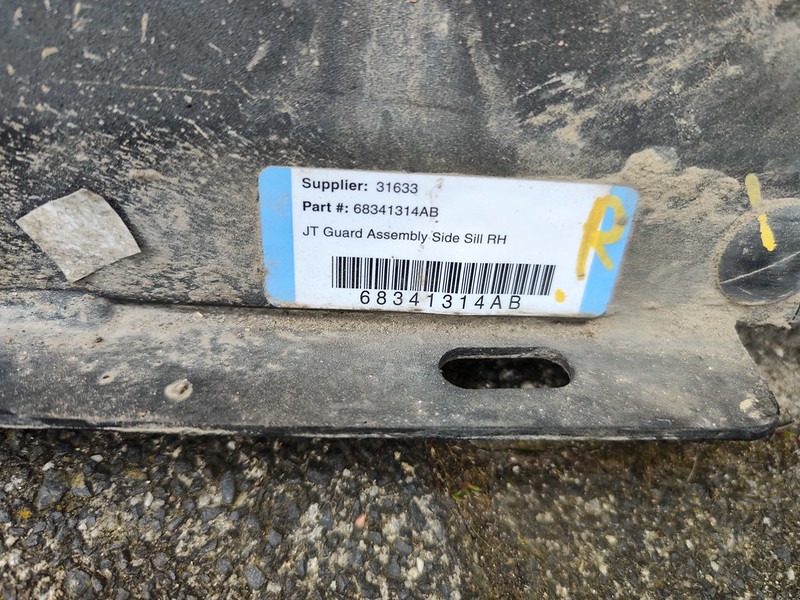 Supplier: 31633
Part #: 68341314AB
JT Guard Assembly Side Sill RH
R
68341314AB